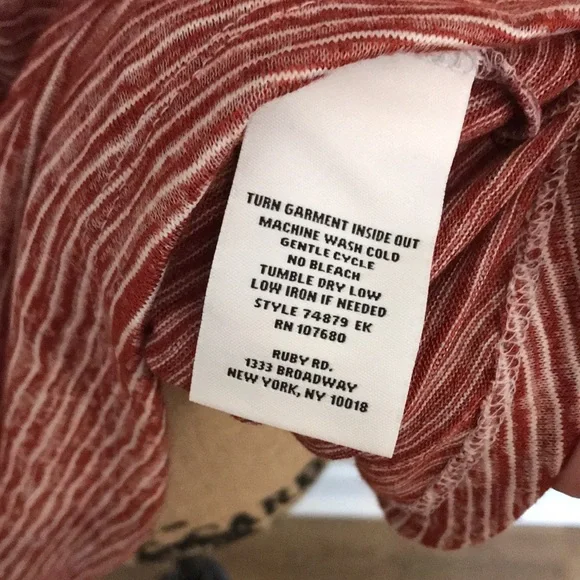 TURN GARMENT INSIDE OUT
MACHINE WASH COLD
GENTLE CYCLE
NO BLEACH
TUMBLE DRY LOW
LOW IRON IF NEEDED
STYLE 74879 EK
RN 107680
RUBY RD.
1333 BROADWAY
NEW YORK, NY 10018